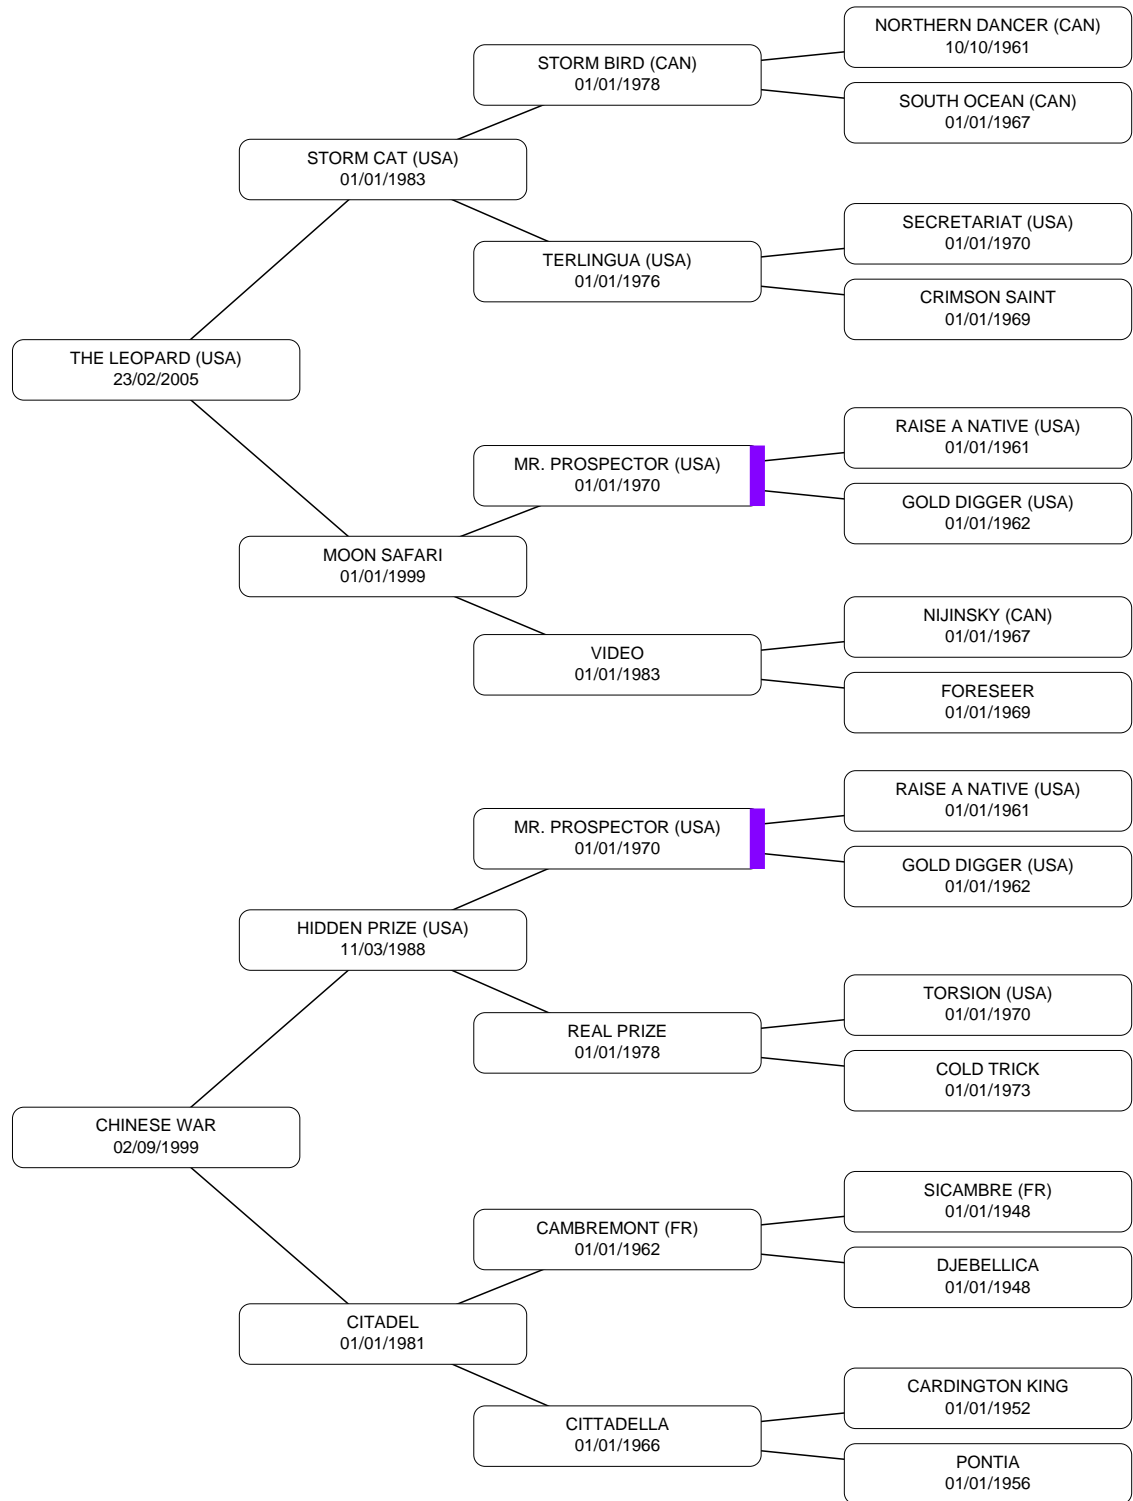 NORTHERN DANCER (CAN)
10/10/1961
STORM BIRD (CAN)
01/01/1978
SOUTH OCEAN (CAN)
01/01/1967
STORM CAT (USA)
01/01/1983
SECRETARIAT (USA)
01/01/1970
TERLINGUA (USA)
01/01/1976
CRIMSON SAINT
01/01/1969
THE LEOPARD (USA)
23/02/2005
RAISE A NATIVE (USA)
01/01/1961
MR. PROSPECTOR (USA)
01/01/1970
GOLD DIGGER (USA)
01/01/1962
MOON SAFARI
01/01/1999
NIJINSKY (CAN)
01/01/1967
VIDEO
01/01/1983
FORESEER
01/01/1969
RAISE A NATIVE (USA)
01/01/1961
MR. PROSPECTOR (USA)
01/01/1970
GOLD DIGGER (USA)
01/01/1962
HIDDEN PRIZE (USA)
11/03/1988
TORSION (USA)
01/01/1970
REAL PRIZE
01/01/1978
COLD TRICK
01/01/1973
CHINESE WAR
02/09/1999
SICAMBRE (FR)
01/01/1948
CAMBREMONT (FR)
01/01/1962
DJEBELLICA
01/01/1948
CITADEL
01/01/1981
CARDINGTON KING
01/01/1952
CITTADELLA
01/01/1966
PONTIA
01/01/1956